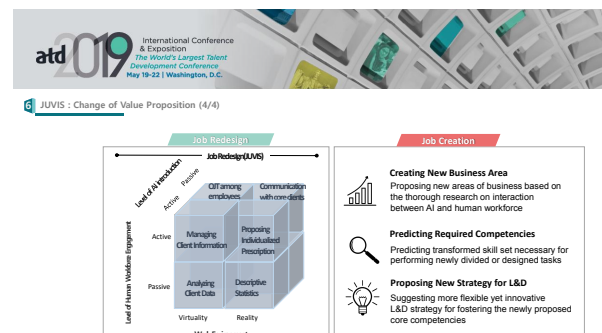 atd 2019
International Conference
& Exposition
The World's Largest Talent
Development Conference
May 19-22 | Washington, D.C.
6 JUVIS : Change of Value Proposition (4/4)
Job Redesign
Job Redesign(JUVIS)
Level of AI introduction
Active
Passive
OJT among
employees
Communication
with core clients
Level of Human Workforce Engagement
Active
Managing
Client Information
Proposing
Individualized
Prescription
Passive
Analyzing
Client Data
Descriptive
Statistics
Virtuality
Reality
Job Creation
Creating New Business Area
Proposing new areas of business based on
the thorough research on interaction
between AI and human workforce
Predicting Required Competencies
Predicting transformed skill set necessary for
performing newly divided or designed tasks
Proposing New Strategy for L&D
Suggesting more flexible yet innovative
L&D strategy for fostering the newly proposed
core competencies